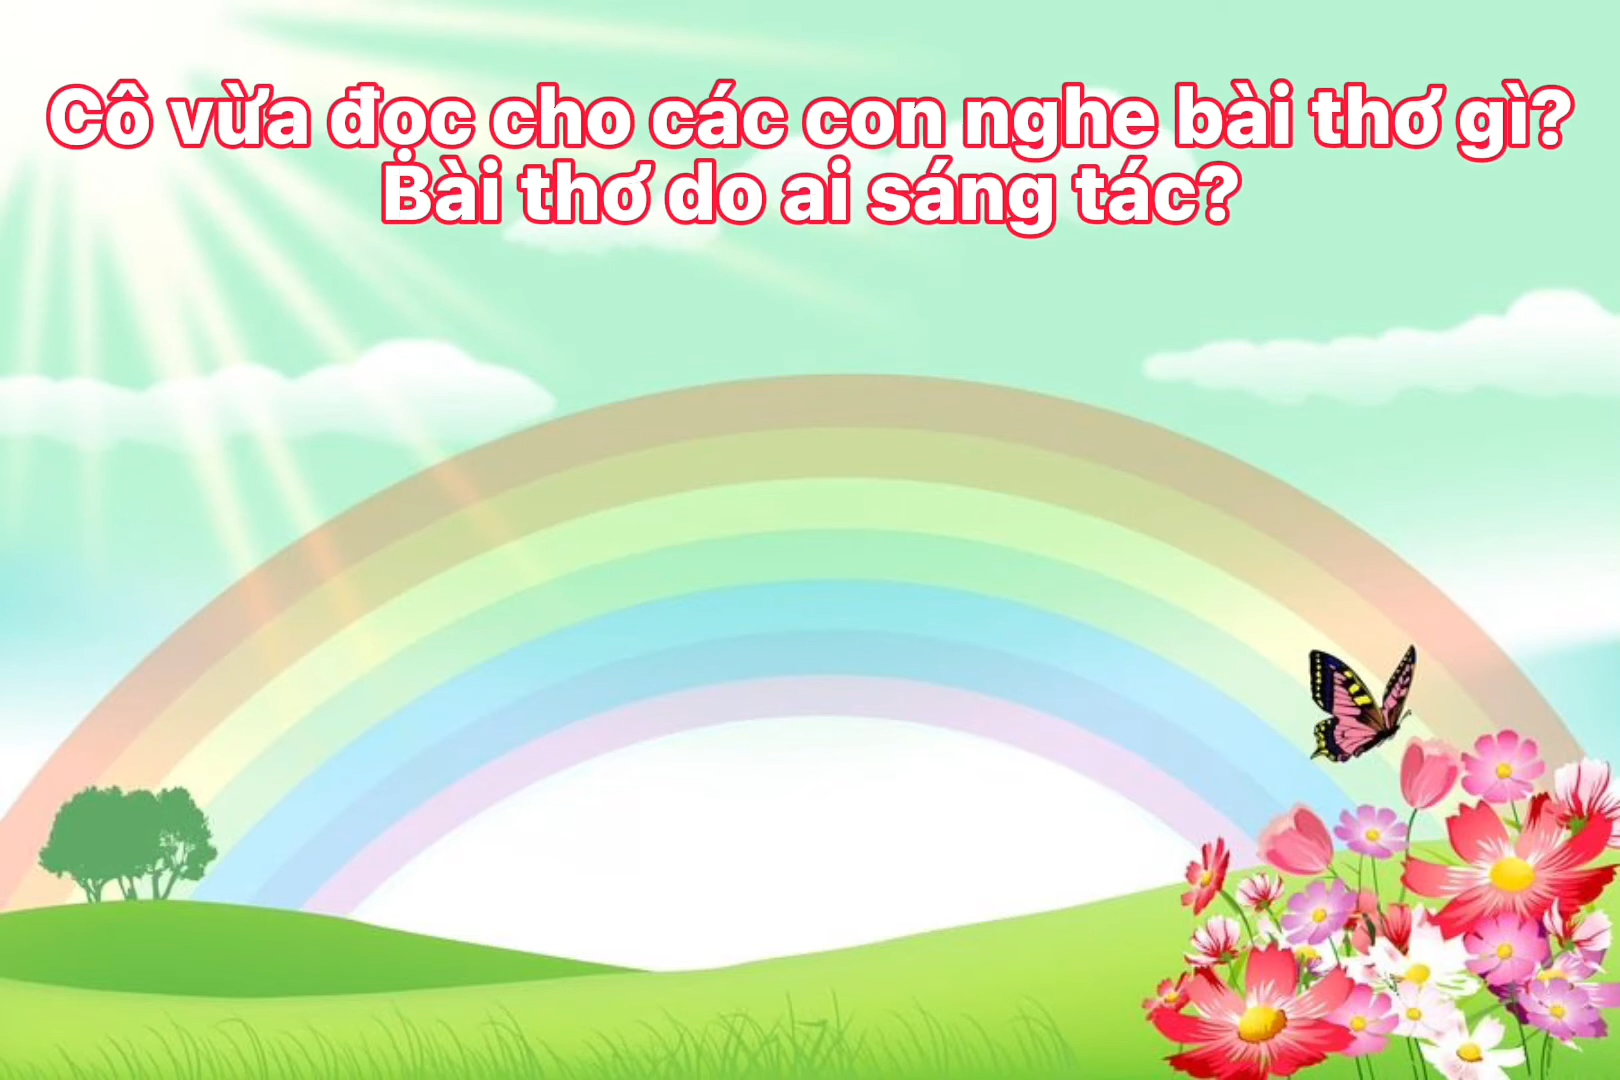 Cô vừa đọc cho các con nghe bài thơ gì?
Bài thơ do ai sáng tác?